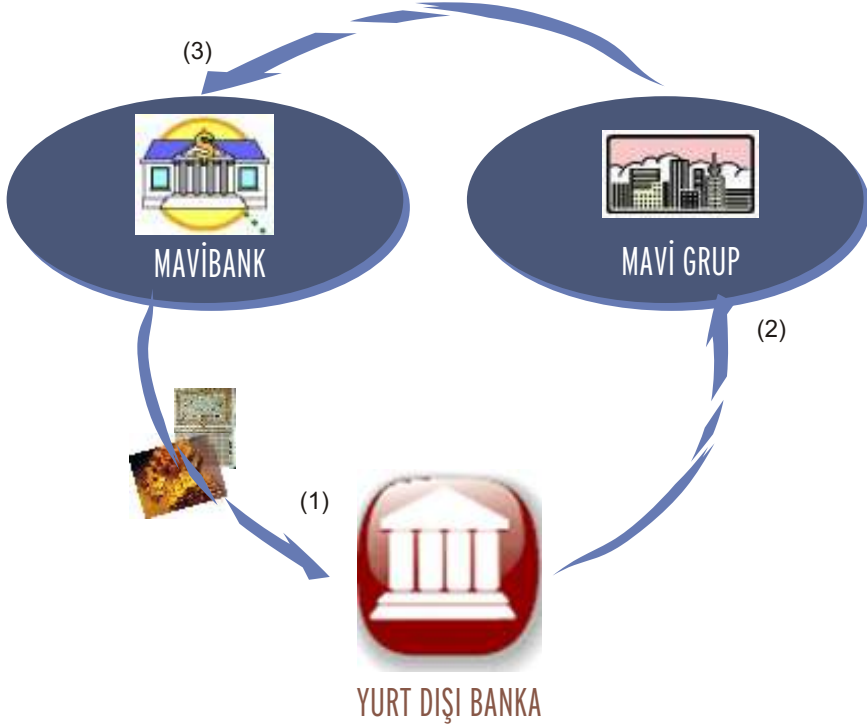 (3)
MAVİBANK
MAVİ GRUP
(2)
(1)
YURT DIŞI BANKA